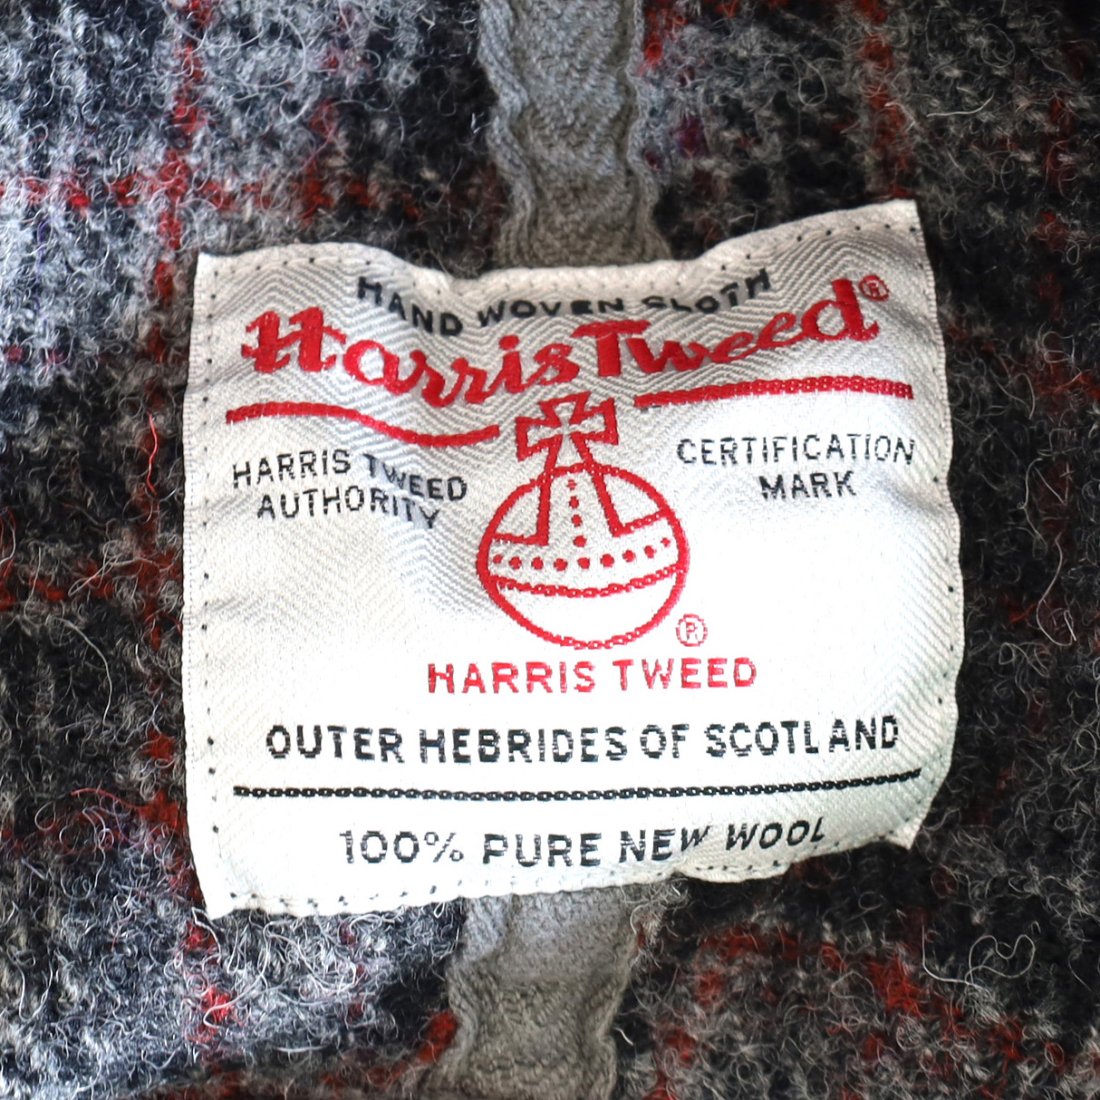 HAND WOVEN CLOTH
Harris Tweed®
HARRIS TWEED
AUTHORITY
CERTIFICATION
MARK
®
HARRIS TWEED
OUTER HEBRIDES OF SCOTLAND
100% PURE NEW WOOL